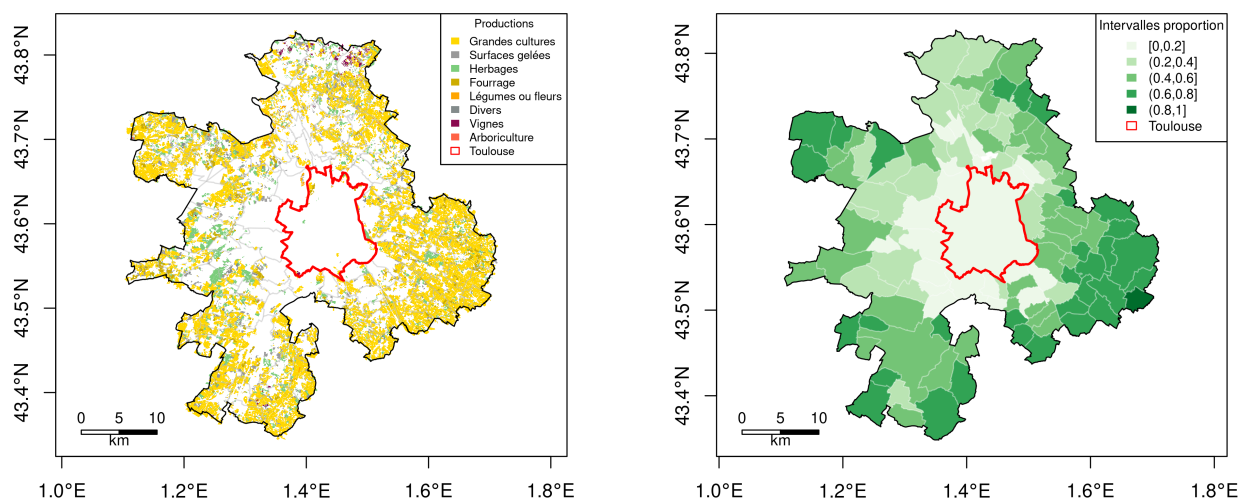 Productions
Grandes cultures
Surfaces gelées
Herbages
Fourrage
Légumes ou fleurs
Divers
Vignes
Arboriculture
Toulouse
43.8°N
43.7°N
43.6°N
43.5°N
43.4°N
0 5 10
km
1.0°E 1.2°E 1.4°E 1.6°E 1.8°E
Intervalles proportion
[0,0.2]
(0.2,0.4]
(0.4,0.6]
(0.6,0.8]
(0.8,1]
Toulouse
43.8°N
43.7°N
43.6°N
43.5°N
43.4°N
0 5 10
km
1.0°E 1.2°E 1.4°E 1.6°E 1.8°E